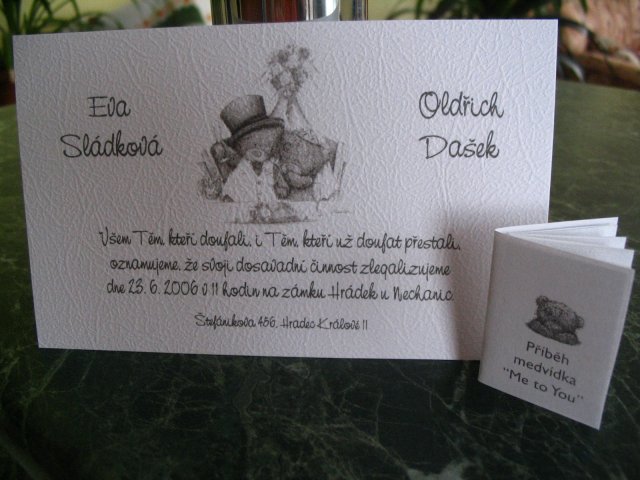 Eva
Sládková
Oldřich
Dašek
Všem Těm, kteří doufali, i Těm, kteří už doufat přestali,
oznamujeme, že svoji dosavadní činnost zlegalizujeme
dne 23. 6. 2006 v 11 hodin na zámku Hrádek u Nechanic.
Štefánikova 456, Hradec Králové 11
Příběh
medvídka
"Me to You"